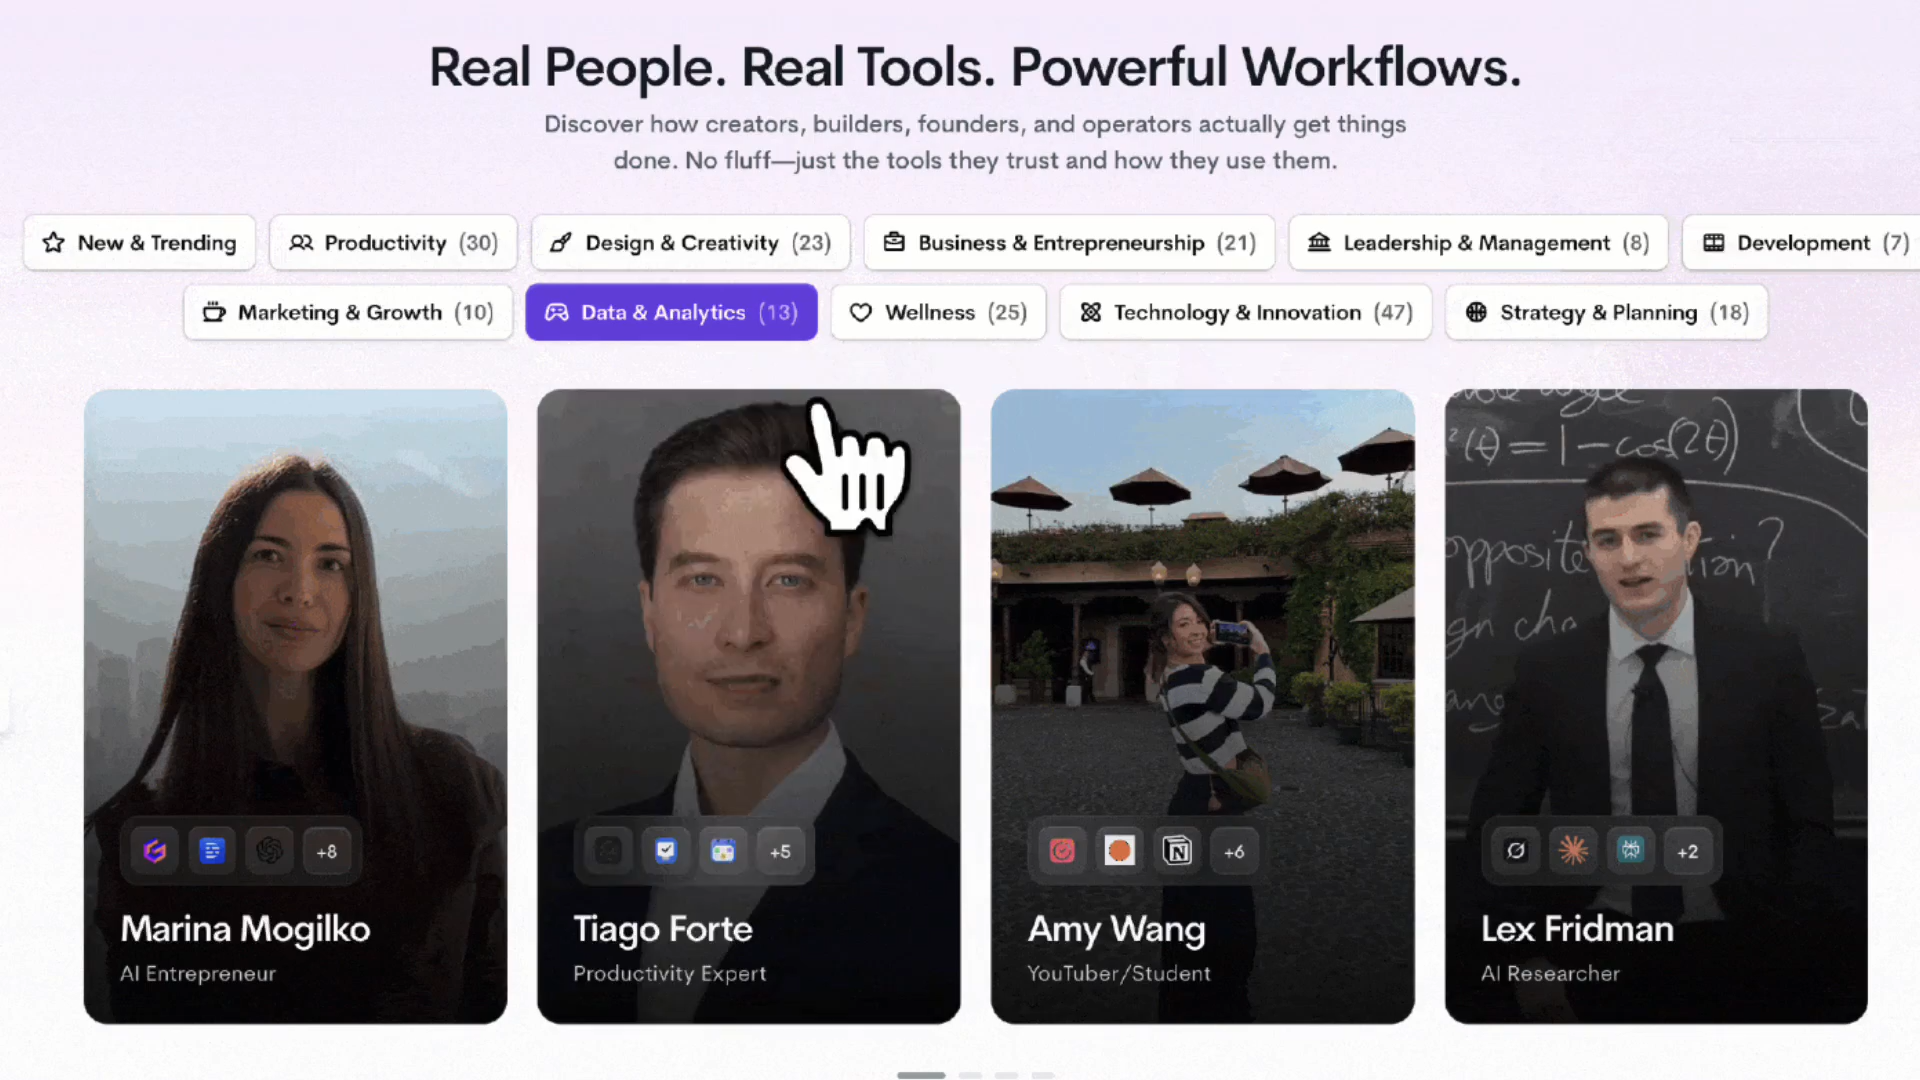 Real People. Real Tools. Powerful Workflows.
Discover how creators, builders, founders, and operators actually get things
done. No fluff—just the tools they trust and how they use them.
New & Trending
Productivity (30)
Design & Creativity (23)
Business & Entrepreneurship (21)
Leadership & Management (8)
Development (7)
Marketing & Growth (10)
Data & Analytics (13)
Wellness (25)
Technology & Innovation (47)
Strategy & Planning (18)
+8
Marina Mogilko
AI Entrepreneur
+5
Tiago Forte
Productivity Expert
+6
Amy Wang
YouTuber/Student
(θ) = 1 - cos(2θ)
opposite
?
+2
Lex Fridman
AI Researcher